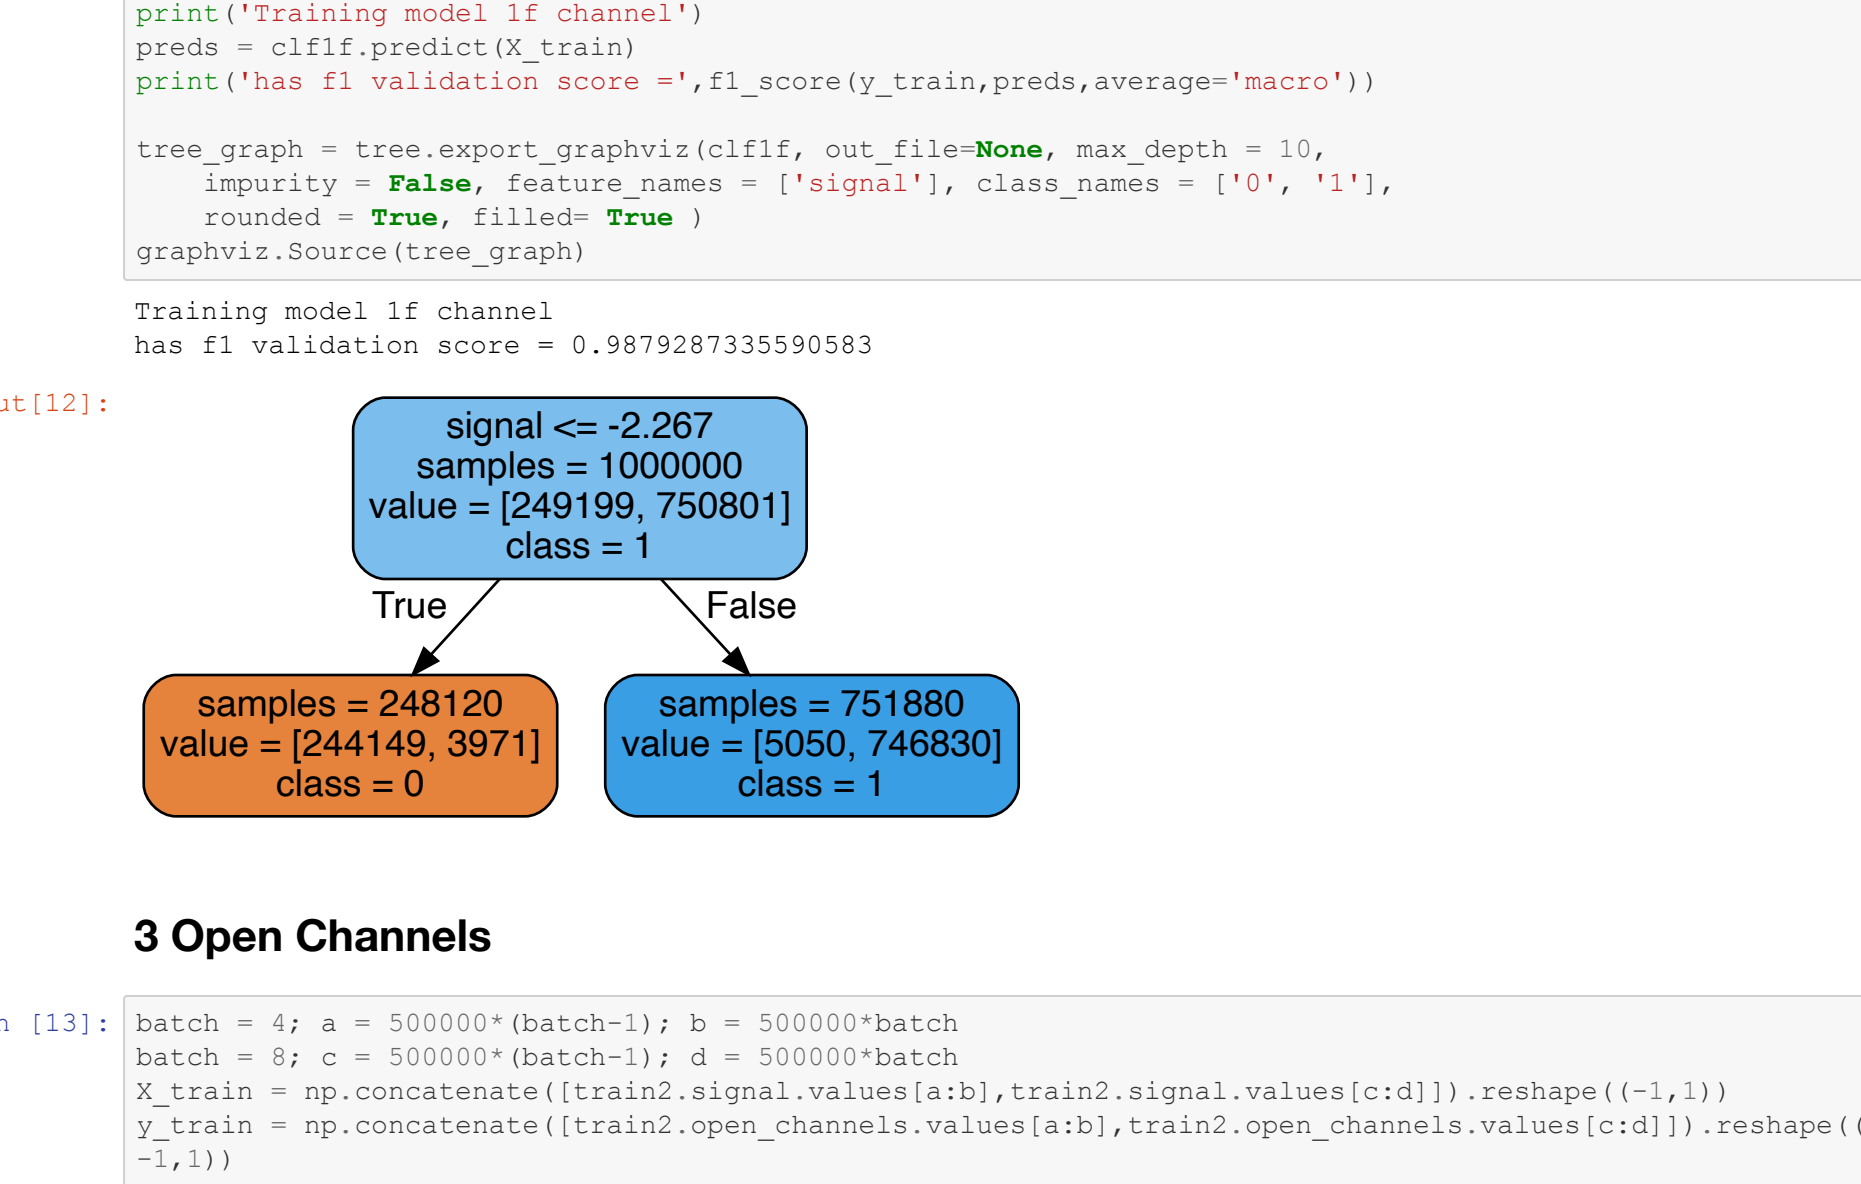 print('Training model 1f channel')
preds = clf1f.predict(X_train)
print('has f1 validation score =',f1_score(y_train,preds,average='macro'))
tree_graph = tree.export_graphviz(clf1f, out_file=None, max_depth = 10,
    impurity = False, feature_names = ['signal'], class_names = ['0', '1'],
    rounded = True, filled= True )
graphviz.Source(tree_graph)
Training model 1f channel
has f1 validation score = 0.9879287335590583
ut[12]:
signal <= -2.267
samples = 1000000
value = [249199, 750801]
class = 1
True
False
samples = 248120
value = [244149, 3971]
class = 0
samples = 751880
value = [5050, 746830]
class = 1
3 Open Channels
n [13]:
batch = 4; a = 500000*(batch-1); b = 500000*batch
batch = 8; c = 500000*(batch-1); d = 500000*batch
X_train = np.concatenate([train2.signal.values[a:b],train2.signal.values[c:d]]).reshape((-1,1))
y_train = np.concatenate([train2.open_channels.values[a:b],train2.open_channels.values[c:d]]).reshape((
-1,1))